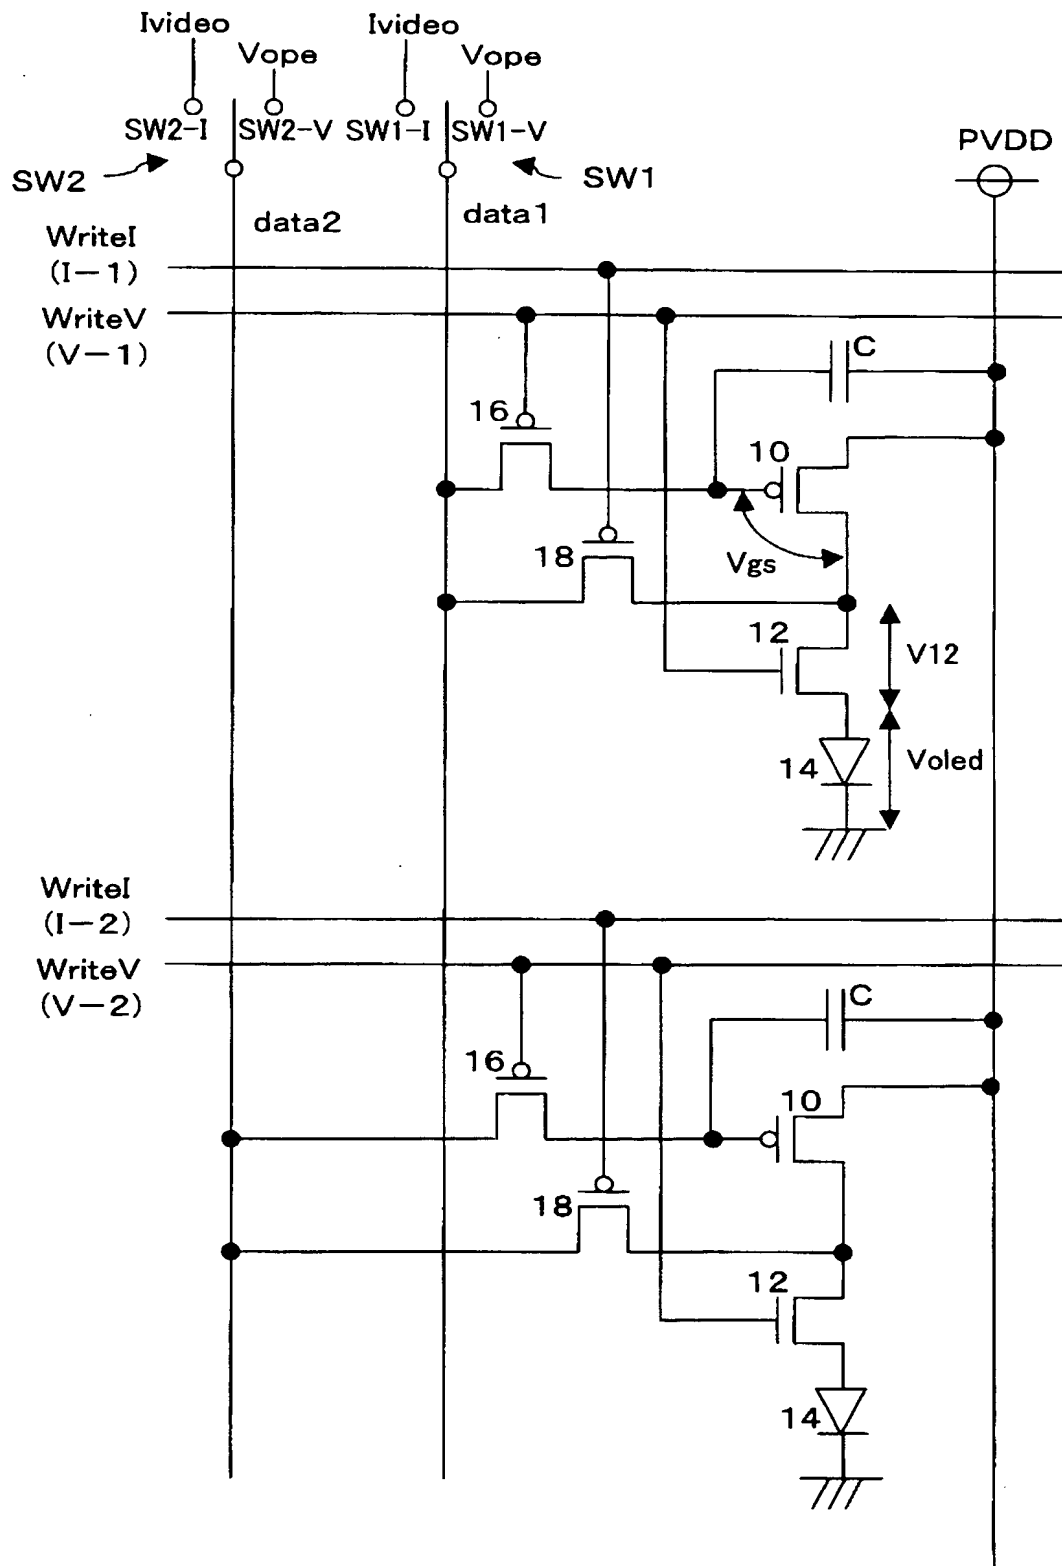 Ivideo Ivideo
Vope Vope
SW2-I SW2-V SW1-I SW1-V
PVDD
SW2 SW1
data2 data1
WriteI
(I-1)
WriteV
(V-1)
C
16
10
18
Vgs
12
V12
14
Voled
WriteI
(I-2)
WriteV
(V-2)
C
16
10
18
12
14